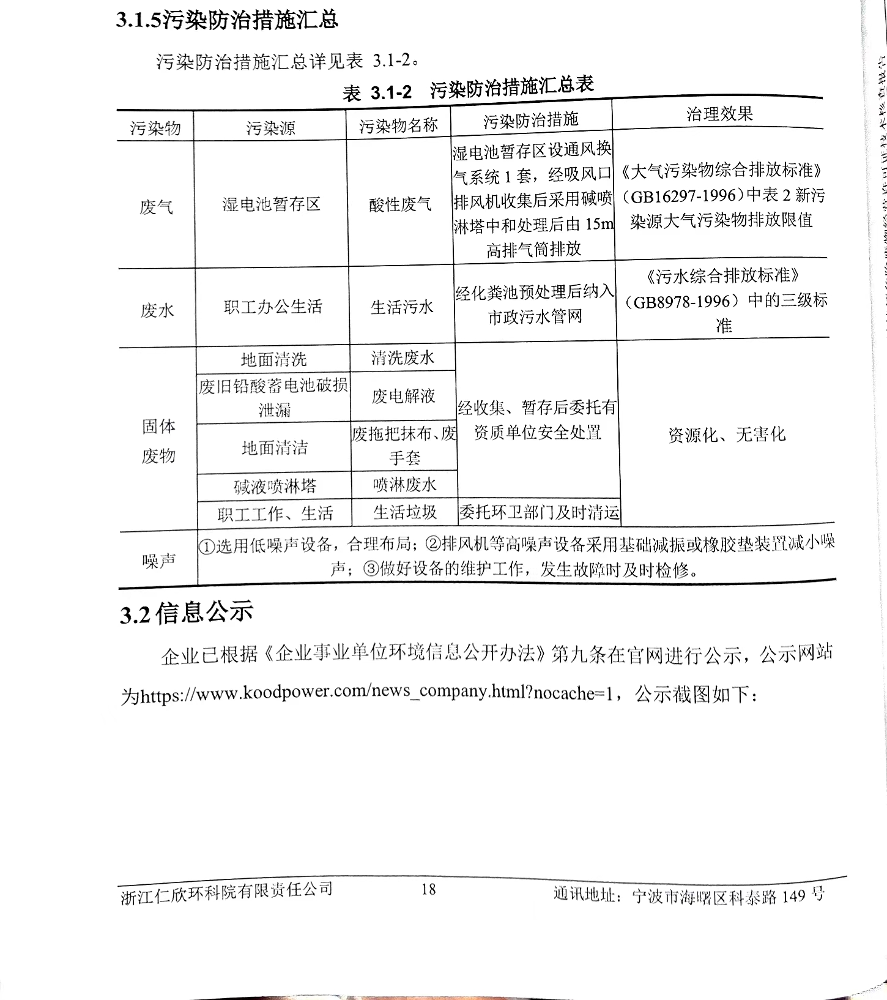 3.1.5污染防治措施汇总
污染防治措施汇总详见表 3.1-2。
表 3.1-2 污染防治措施汇总表
污染物 污染源 污染物名称 污染防治措施 治理效果
废气
湿电池暂存区
酸性废气
湿电池暂存区设通风换
气系统 1 套，经吸风口
排风机收集后采用碱喷
淋塔中和处理后由 15m
高排气筒排放
《大气污染物综合排放标准》
（GB16297-1996）中表 2 新污
染源大气污染物排放限值
废水
职工办公生活
生活污水
经化粪池预处理后纳入
市政污水管网
《污水综合排放标准》
（GB8978-1996）中的三级标
准
固体
废物
地面清洗
清洗废水
废旧铅酸蓄电池破损
泄漏
废电解液
地面清洁
废拖把抹布、废
手套
碱液喷淋塔
喷淋废水
经收集、暂存后委托有
资质单位安全处置
职工工作、生活
生活垃圾
委托环卫部门及时清运
资源化、无害化
噪声
①选用低噪声设备，合理布局；②排风机等高噪声设备采用基础减振或橡胶垫装置减小噪
声；③做好设备的维护工作，发生故障时及时检修。
3.2信息公示
企业已根据《企业事业单位环境信息公开办法》第九条在官网进行公示，公示网站
为https://www.koodpower.com/news_company.html?nocache=1，公示截图如下：
浙江仁欣环科院有限责任公司 18 通讯地址：宁波市海曙区科泰路 149 号